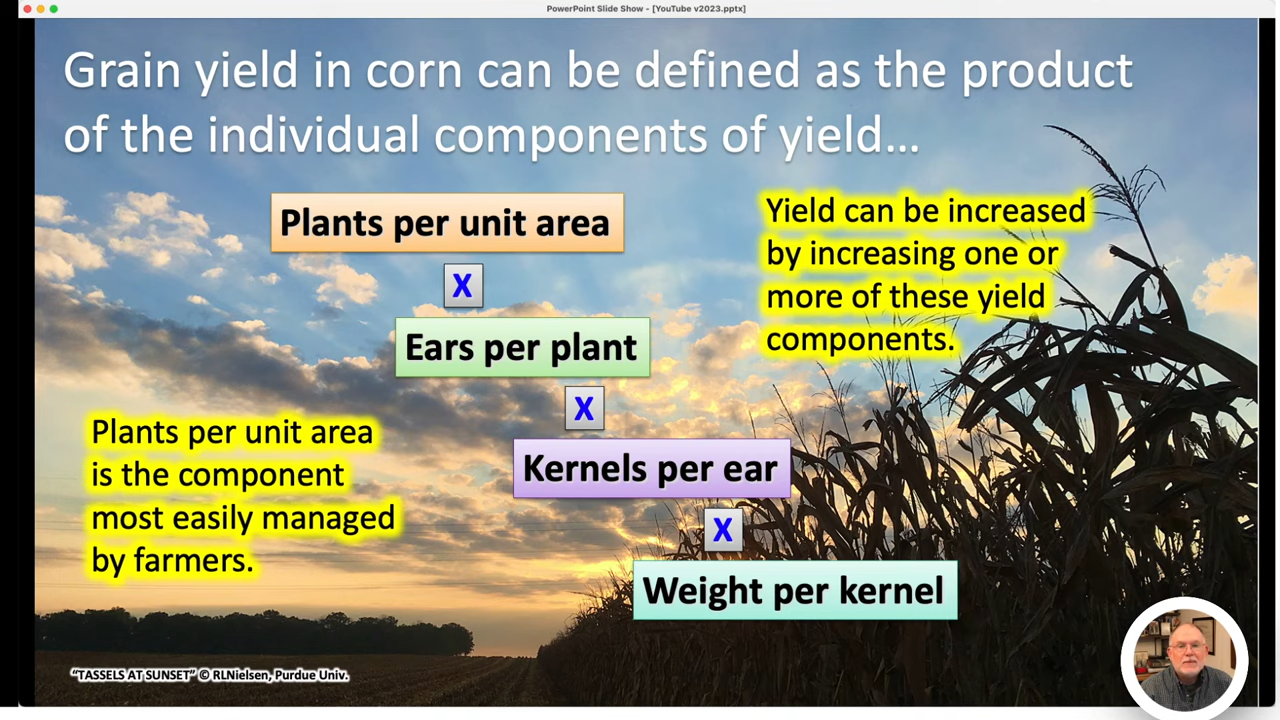 PowerPoint Slide Show - [YouTube v2023.pptx]
Grain yield in corn can be defined as the product
of the individual components of yield…
Plants per unit area
X
Ears per plant
X
Kernels per ear
X
Weight per kernel
Yield can be increased
by increasing one or
more of these yield
components.
Plants per unit area
is the component
most easily managed
by farmers.
“TASSELS AT SUNSET” © RLNielsen, Purdue Univ.